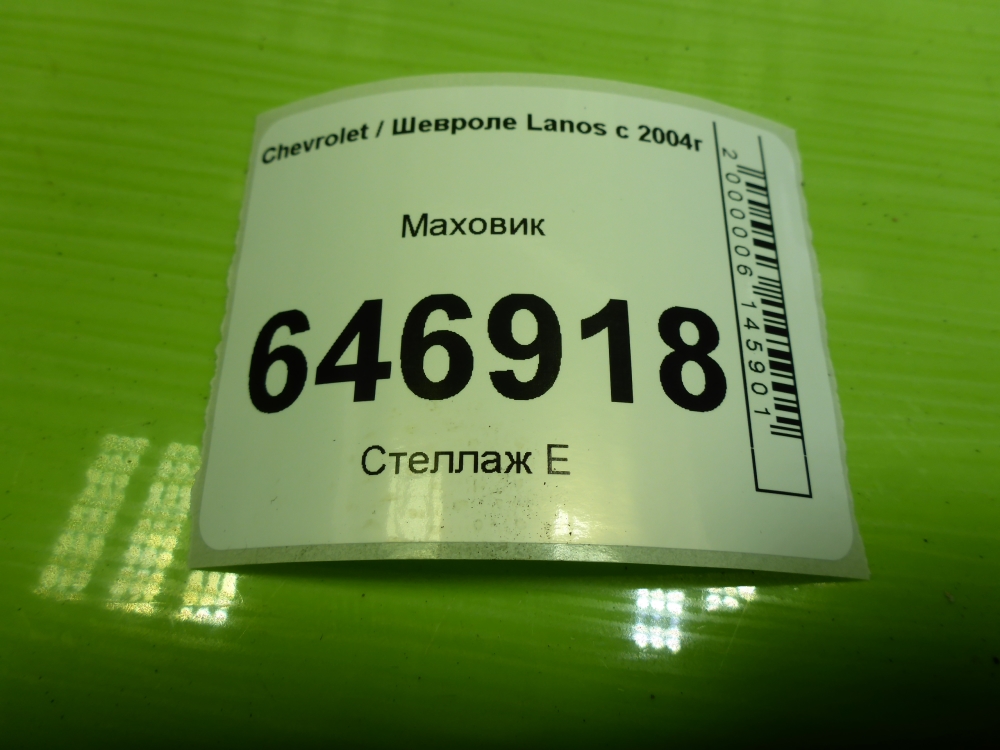 Chevrolet / Шевроле Lanos с 2004г
Маховик
646918
Стеллаж Е
2000006145901